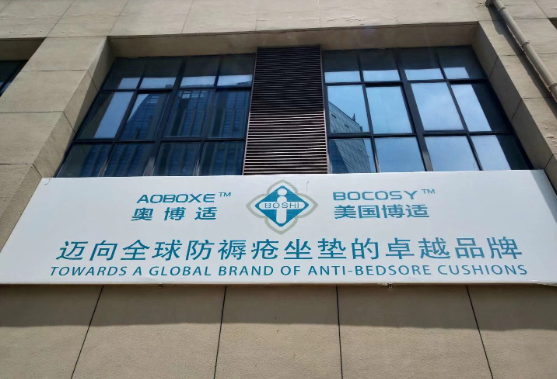 AOBOXE™ BOCOSY™
奥博适 BOSHI 美国博适
迈向全球防褥疮坐垫的卓越品牌
TOWARDS A GLOBAL BRAND OF ANTI-BEDSORE CUSHIONS